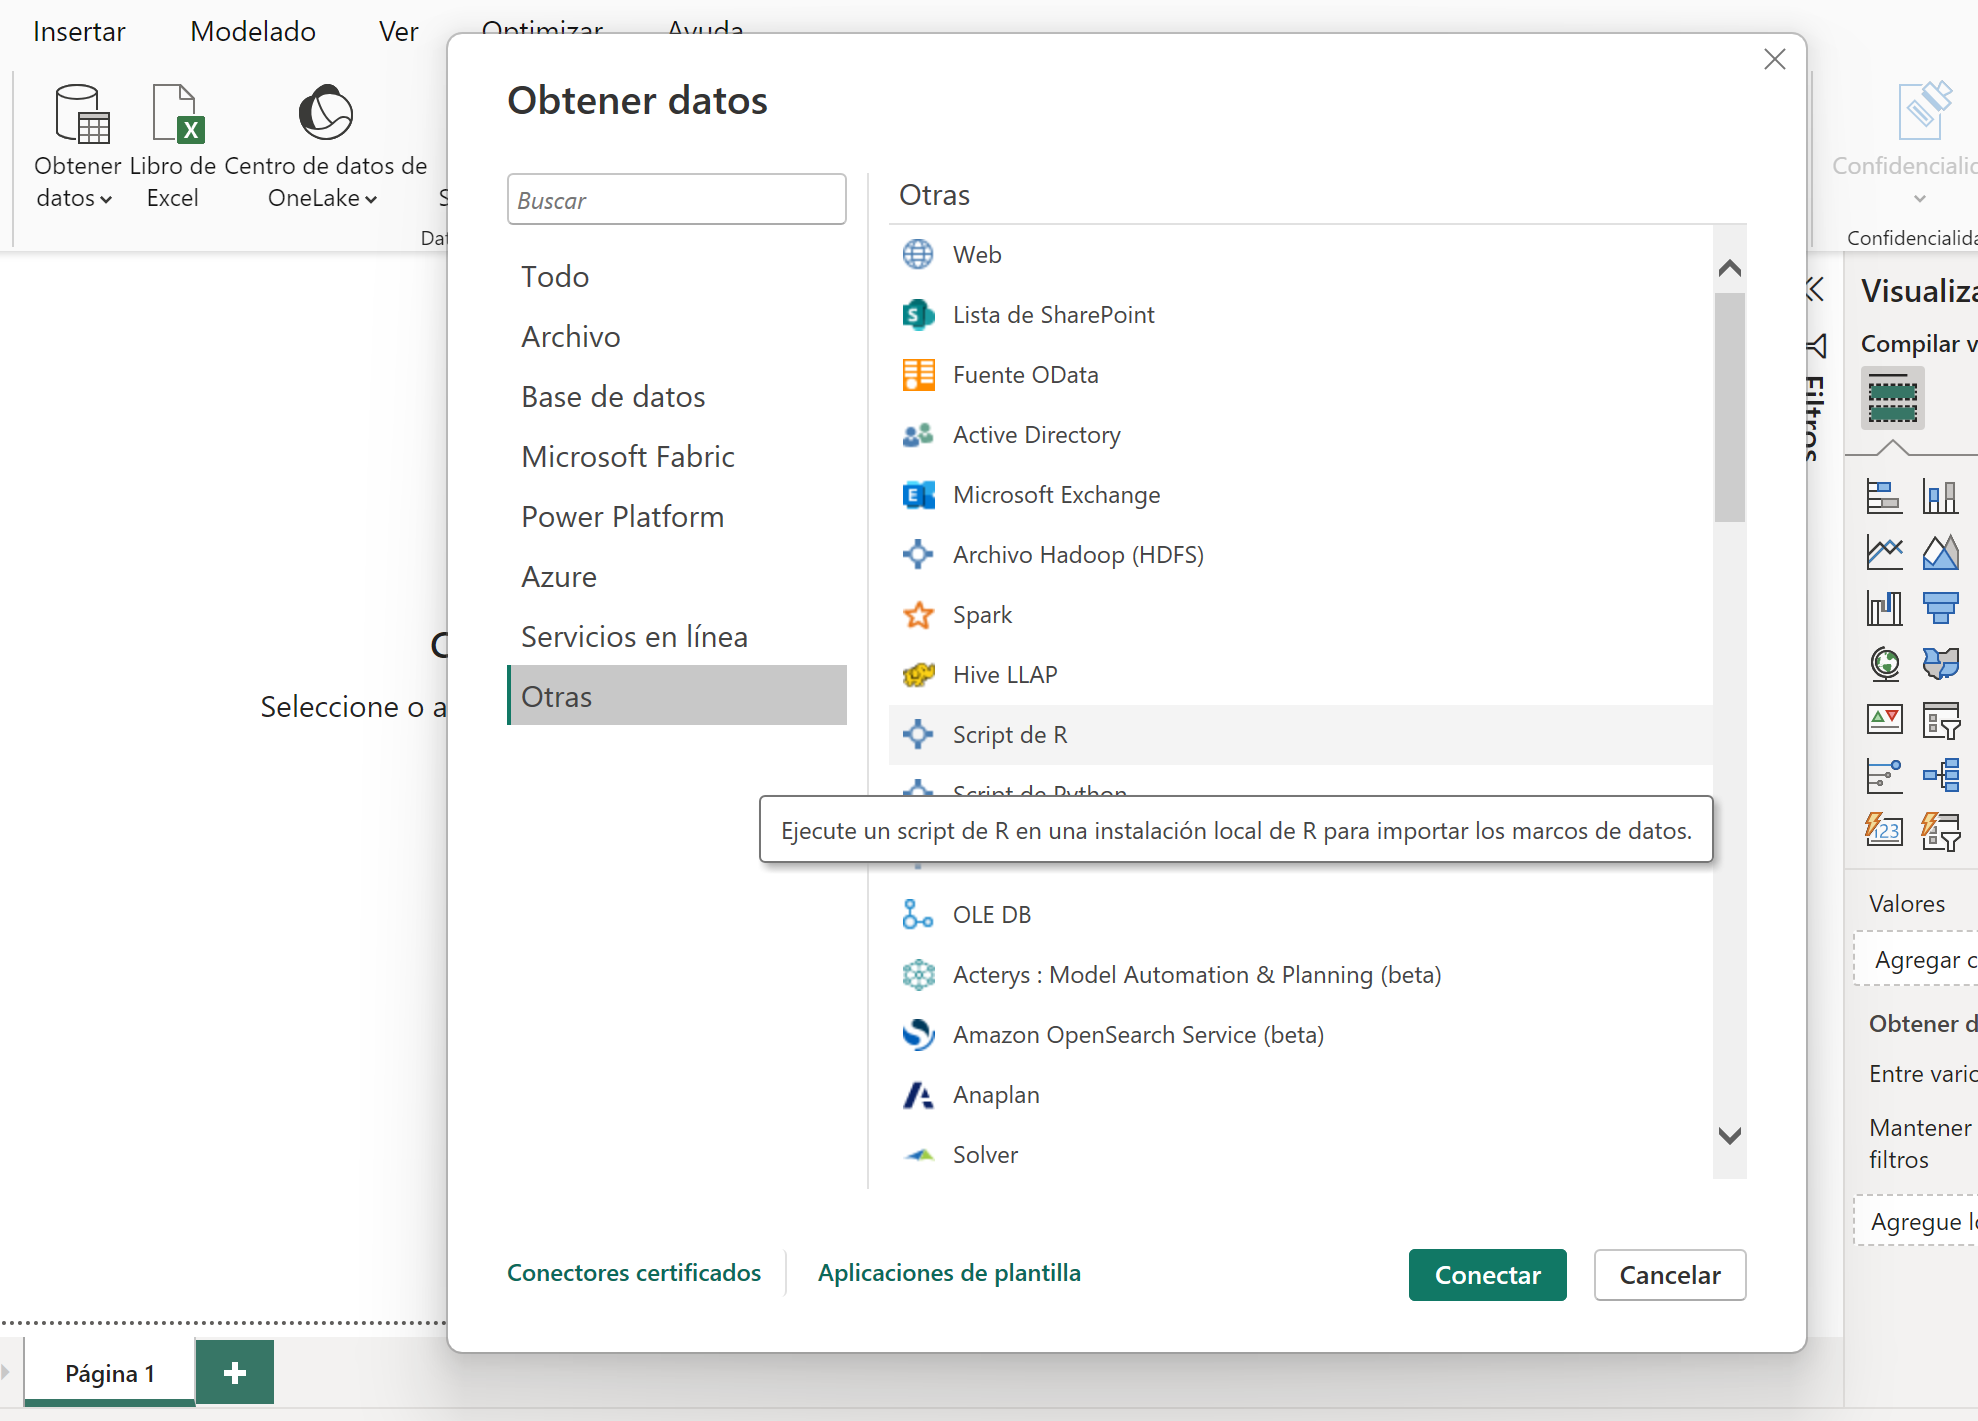 Insertar Modelado Ver Optimizar Ayuda
Obtener datos
Libro de Excel
Centro de datos de OneLake
Confidencialid
Confidencialida
Obtener datos
Buscar
Todo
Archivo
Base de datos
Microsoft Fabric
Power Platform
Azure
Servicios en línea
Otras
Otras
Web
Lista de SharePoint
Fuente OData
Active Directory
Microsoft Exchange
Archivo Hadoop (HDFS)
Spark
Hive LLAP
Script de R
Script de Python
Ejecute un script de R en una instalación local de R para importar los marcos de datos.
OLE DB
Acterys : Model Automation & Planning (beta)
Amazon OpenSearch Service (beta)
Anaplan
Solver
Conectores certificados
Aplicaciones de plantilla
Conectar
Cancelar
Seleccione o a
Filtros
Visualiza
Compilar v
123
Valores
Agregar c
Obtener d
Entre vario
Mantener
filtros
Agregue lo
Página 1